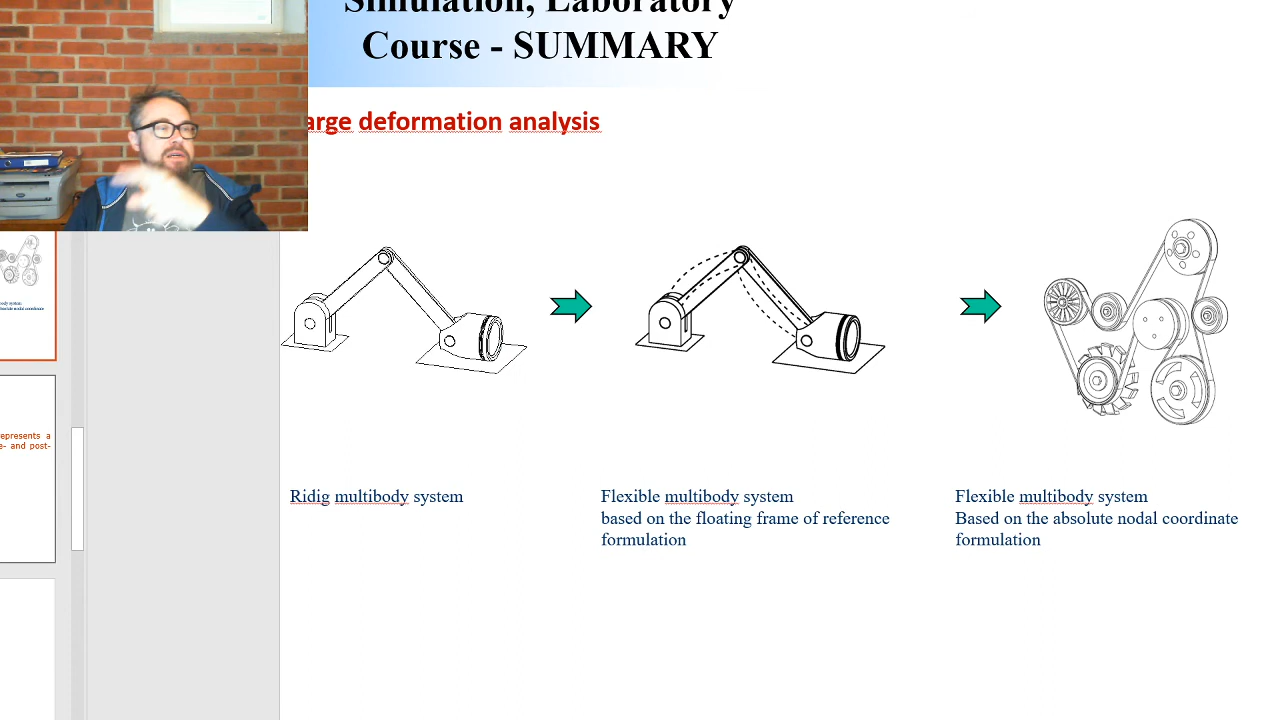 Simulation, Laboratory
Course - SUMMARY
arge deformation analysis
Ridig multibody system
Flexible multibody system
based on the floating frame of reference
formulation
Flexible multibody system
Based on the absolute nodal coordinate
formulation
epresents a
e- and post-